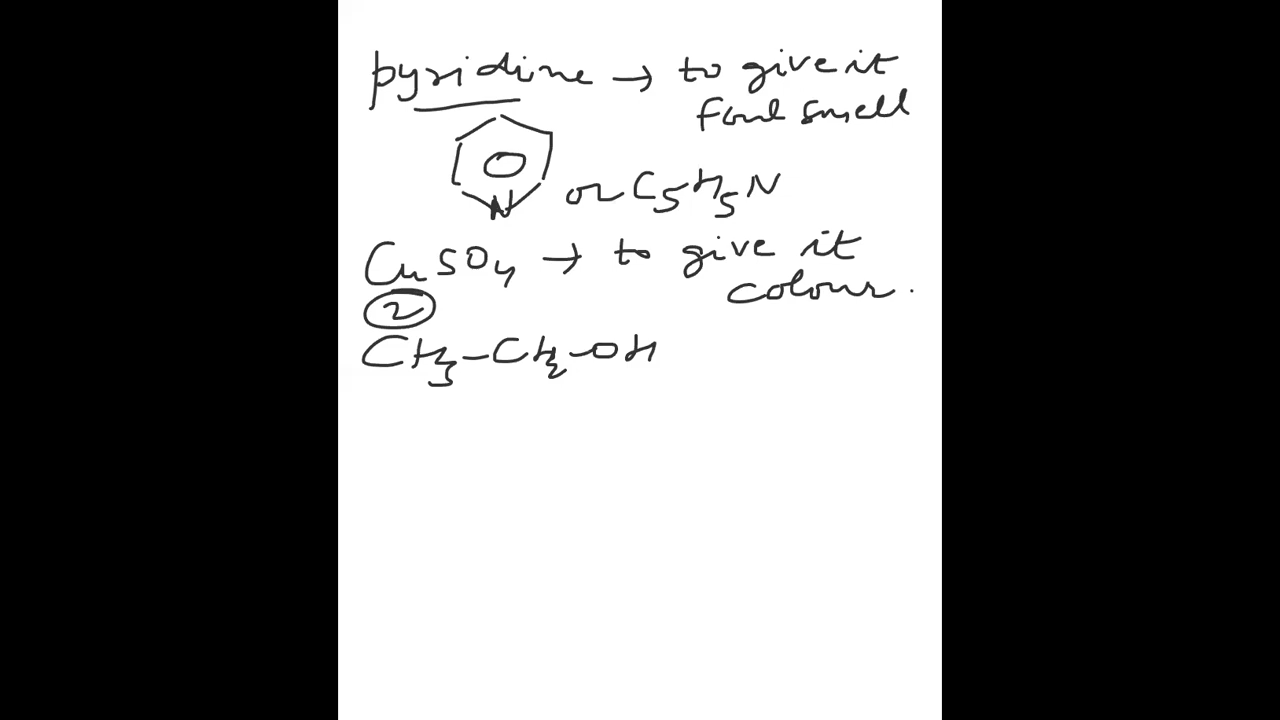 pyridine → to give it
foul smell
N or C5H5N
CuSO4 → to give it
colour.
2
CH3-CH2-OH